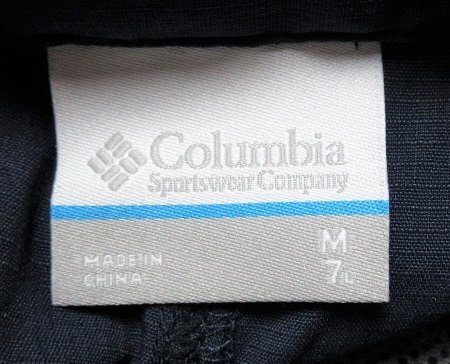 Columbia
Sportswear Company
M
7L
MADE IN
CHINA